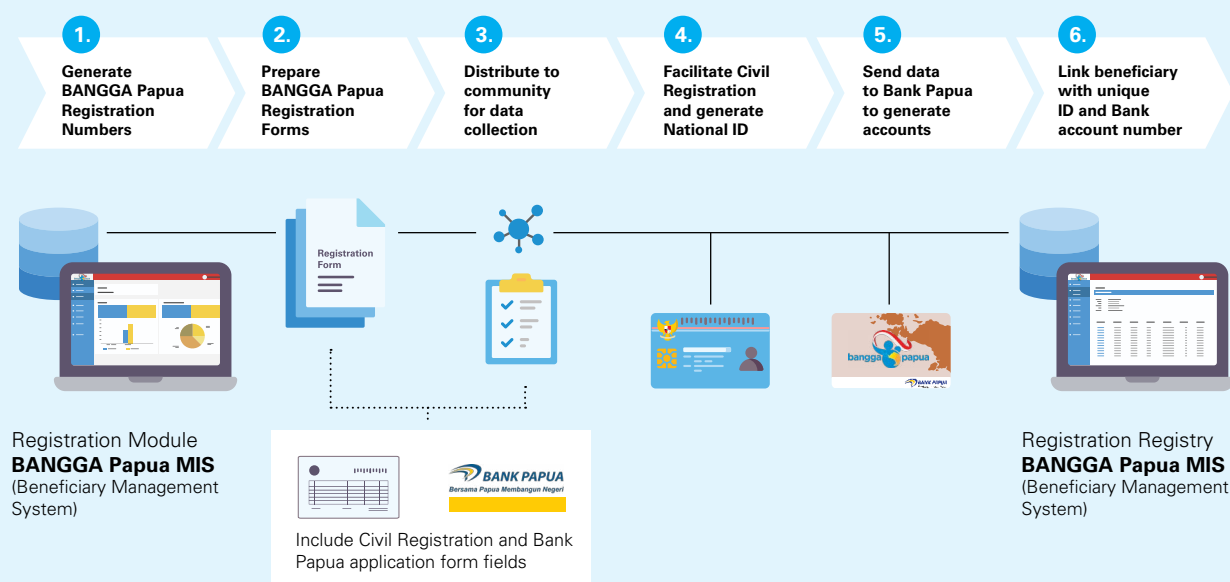 1.
Generate
BANGGA Papua
Registration
Numbers
2.
Prepare
BANGGA Papua
Registration
Forms
3.
Distribute to
community
for data
collection
4.
Facilitate Civil
Registration
and generate
National ID
5.
Send data
to Bank Papua
to generate
accounts
6.
Link beneficiary
with unique
ID and Bank
account number
Registration
Form
bangga papua
BANK PAPUA
Registration Module
BANGGA Papua MIS
(Beneficiary Management
System)
BANK PAPUA
Bersama Papua Membangun Negeri
Include Civil Registration and Bank
Papua application form fields
Registration Registry
BANGGA Papua MIS
(Beneficiary Management
System)